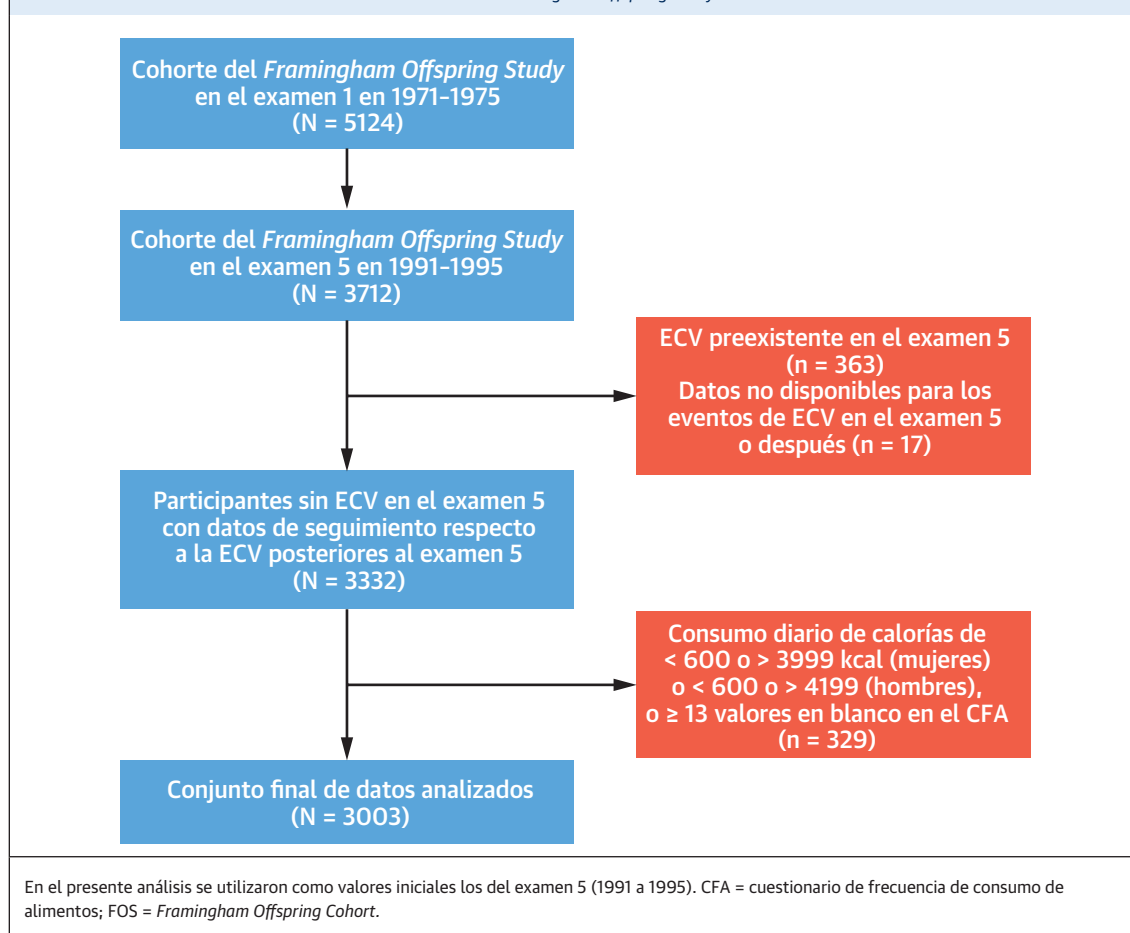 Cohorte del Framingham Offspring Study
en el examen 1 en 1971-1975
(N = 5124)
Cohorte del Framingham Offspring Study
en el examen 5 en 1991-1995
(N = 3712)
ECV preexistente en el examen 5
(n = 363)
Datos no disponibles para los
eventos de ECV en el examen 5
o después (n = 17)
Participantes sin ECV en el examen 5
con datos de seguimiento respecto
a la ECV posteriores al examen 5
(N = 3332)
Consumo diario de calorías de
< 600 o > 3999 kcal (mujeres)
o < 600 o > 4199 (hombres),
o ≥ 13 valores en blanco en el CFA
(n = 329)
Conjunto final de datos analizados
(N = 3003)
En el presente análisis se utilizaron como valores iniciales los del examen 5 (1991 a 1995). CFA = cuestionario de frecuencia de consumo de
alimentos; FOS = Framingham Offspring Cohort.